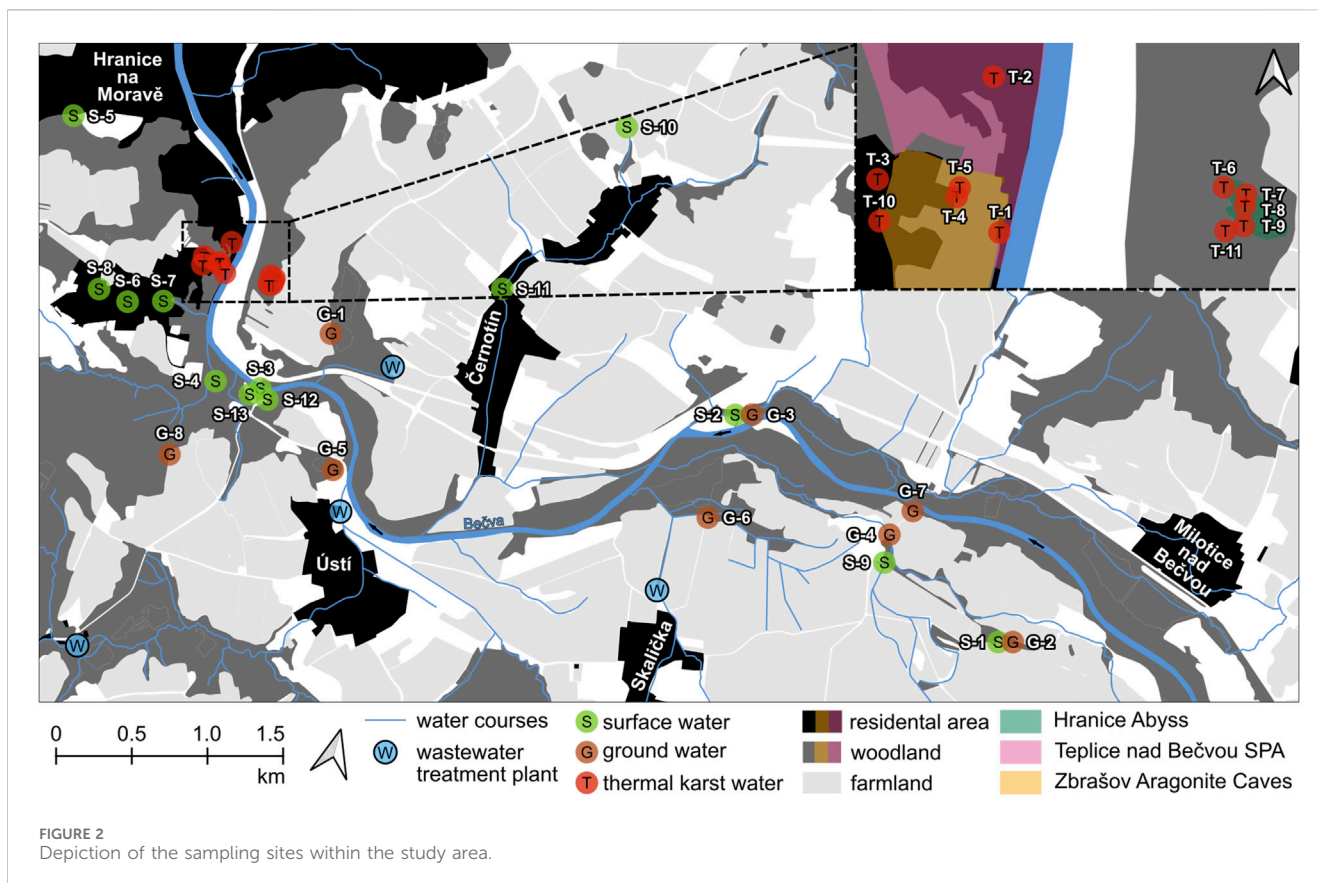 Hranice
na
Moravě
S
S-5
S
S-10
T
T-2
T-3
T
T-5
T
T-4
T
T-10
T
T-1
T
T-6
T
T
T-7
T
T-8
T
T-9
T
T-11
T
T
T
T
T
T
S-8
S
S-6
S
S-7
S
S
S-11
G-1
G
W
Černotín
S-4
S
S-3
S
S
S-13
S
S-12
G-8
G
G-5
G
S-2
S
G
G-3
W
Ústí
Bečva
G
G-6
G-7
G
G-4
G
S-9
S
Milotice
nad
Bečvou
W
W
Skalička
S-1
S
G
G-2
0 0.5 1.0 1.5
km
water courses
W wastewater
treatment plant
S surface water
G ground water
T thermal karst water
residental area
woodland
farmland
Hranice Abyss
Teplice nad Bečvou SPA
Zbrašov Aragonite Caves
FIGURE 2
Depiction of the sampling sites within the study area.